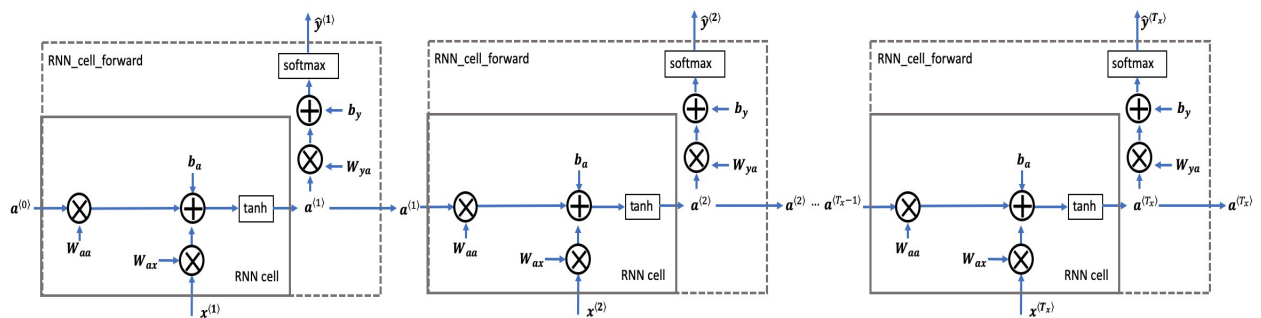 ŷ⟨1⟩
RNN_cell_forward
softmax
b_y
W_ya
b_a
a⟨0⟩
tanh
a⟨1⟩
W_aa
W_ax
RNN cell
x⟨1⟩
ŷ⟨2⟩
RNN_cell_forward
softmax
b_y
W_ya
b_a
a⟨1⟩
tanh
a⟨2⟩
a⟨2⟩ ... a⟨T_x−1⟩
W_aa
W_ax
RNN cell
x⟨2⟩
ŷ⟨T_x⟩
RNN_cell_forward
softmax
b_y
W_ya
b_a
tanh
a⟨T_x⟩
a⟨T_x⟩
W_aa
W_ax
RNN cell
x⟨T_x⟩